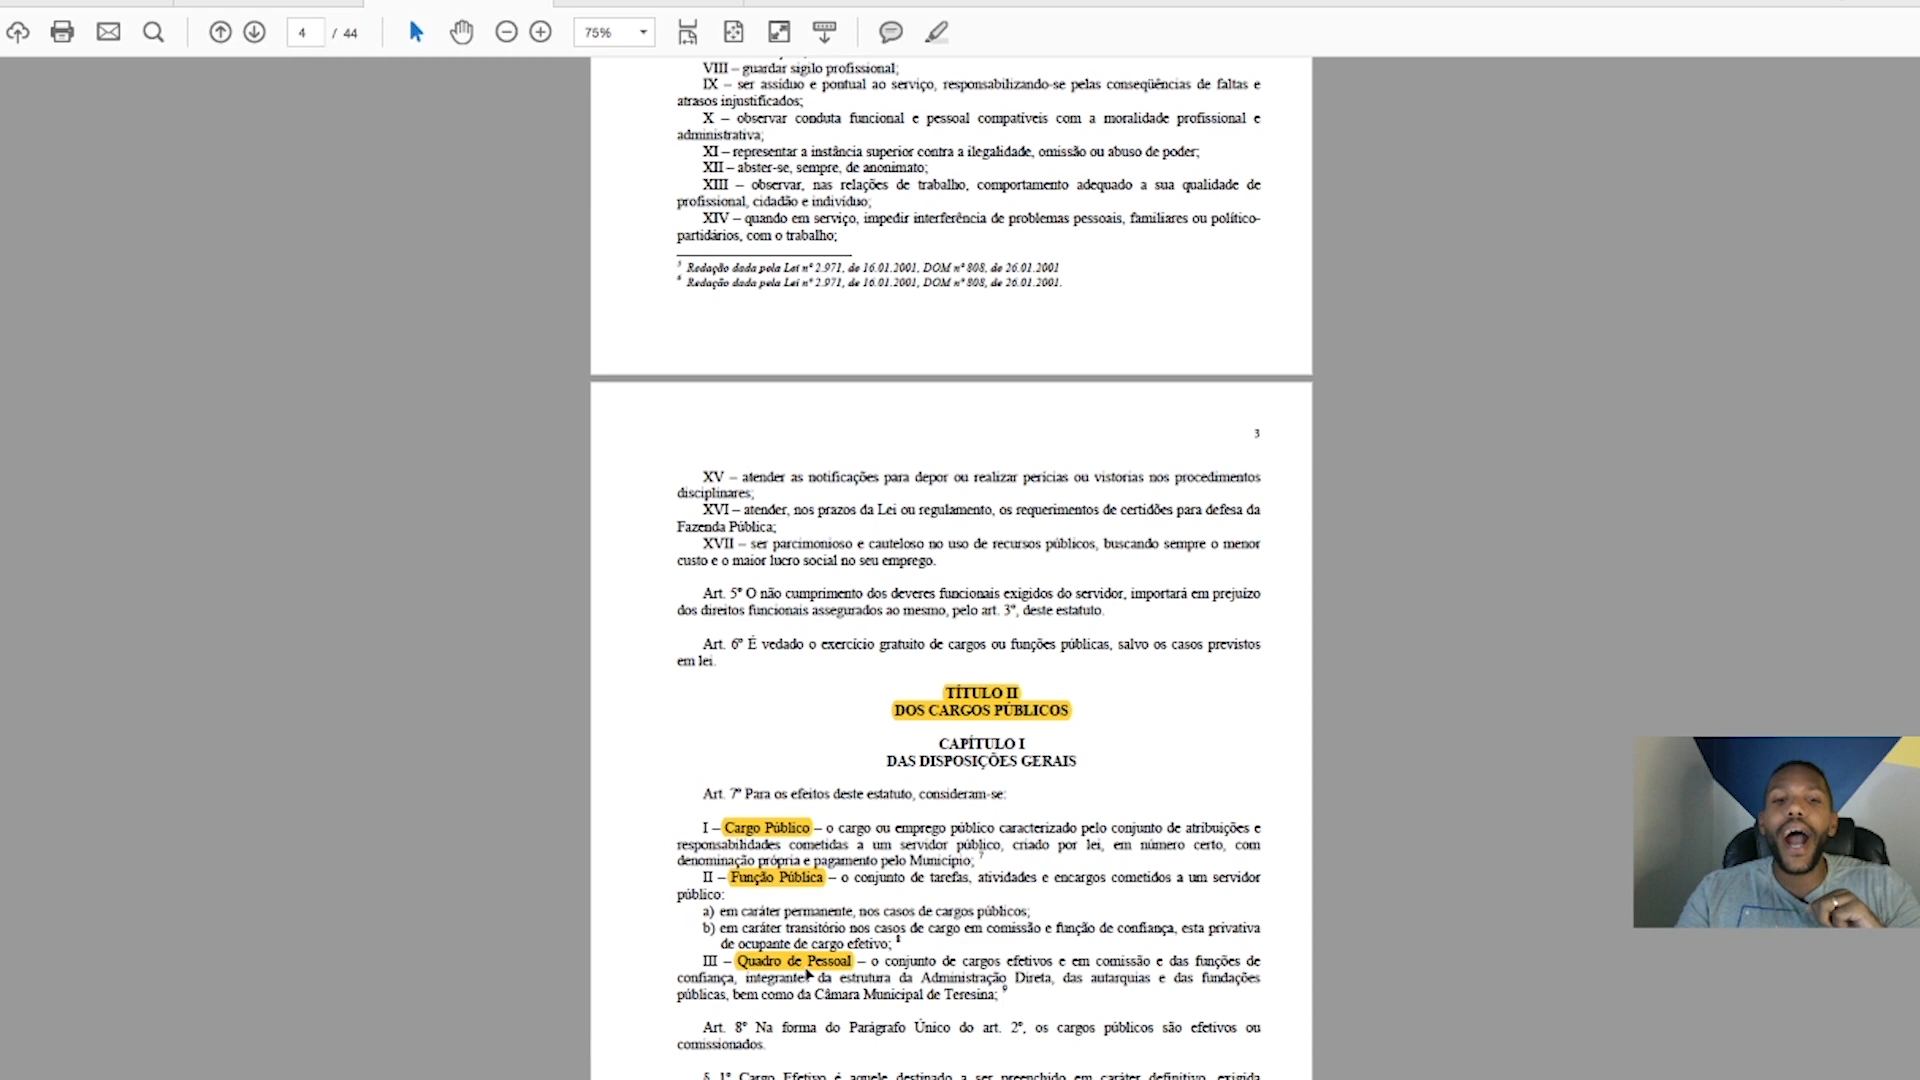 4 / 44
75%
VIII – guardar sigilo profissional;
IX – ser assíduo e pontual ao serviço, responsabilizando-se pelas conseqüências de faltas e
atrasos injustificados;
X – observar conduta funcional e pessoal compatíveis com a moralidade profissional e
administrativa;
XI – representar a instância superior contra a ilegalidade, omissão ou abuso de poder;
XII – abster-se, sempre, de anonimato;
XIII – observar, nas relações de trabalho, comportamento adequado a sua qualidade de
profissional, cidadão e indivíduo;
XIV – quando em serviço, impedir interferência de problemas pessoais, familiares ou político-
partidários, com o trabalho;
5 Redação dada pela Lei nº 2.971, de 16.01.2001, DOM nº 808, de 26.01.2001
6 Redação dada pela Lei nº 2.971, de 16.01.2001, DOM nº 808, de 26.01.2001.
3
XV – atender as notificações para depor ou realizar perícias ou vistorias nos procedimentos
disciplinares;
XVI – atender, nos prazos da Lei ou regulamento, os requerimentos de certidões para defesa da
Fazenda Pública;
XVII – ser parcimonioso e cauteloso no uso de recursos públicos, buscando sempre o menor
custo e o maior lucro social no seu emprego.
Art. 5º O não cumprimento dos deveres funcionais exigidos do servidor, importará em prejuízo
dos direitos funcionais assegurados ao mesmo, pelo art. 3º, deste estatuto.
Art. 6º É vedado o exercício gratuito de cargos ou funções públicas, salvo os casos previstos
em lei.
TÍTULO II
DOS CARGOS PÚBLICOS
CAPÍTULO I
DAS DISPOSIÇÕES GERAIS
Art. 7º Para os efeitos deste estatuto, consideram-se:
I – Cargo Público – o cargo ou emprego público caracterizado pelo conjunto de atribuições e
responsabilidades cometidas a um servidor público, criado por lei, em número certo, com
denominação própria e pagamento pelo Município; 7
II – Função Pública – o conjunto de tarefas, atividades e encargos cometidos a um servidor
público:
a) em caráter permanente, nos casos de cargos públicos;
b) em caráter transitório nos casos de cargo em comissão e função de confiança, esta privativa
de ocupante de cargo efetivo; 8
III – Quadro de Pessoal – o conjunto de cargos efetivos e em comissão e das funções de
confiança, integrantes da estrutura da Administração Direta, das autarquias e das fundações
públicas, bem como da Câmara Municipal de Teresina; 9
Art. 8º Na forma do Parágrafo Único do art. 2º, os cargos públicos são efetivos ou
comissionados.
§ 1º Cargo Efetivo é aquele destinado a ser preenchido em caráter definitivo, exigida